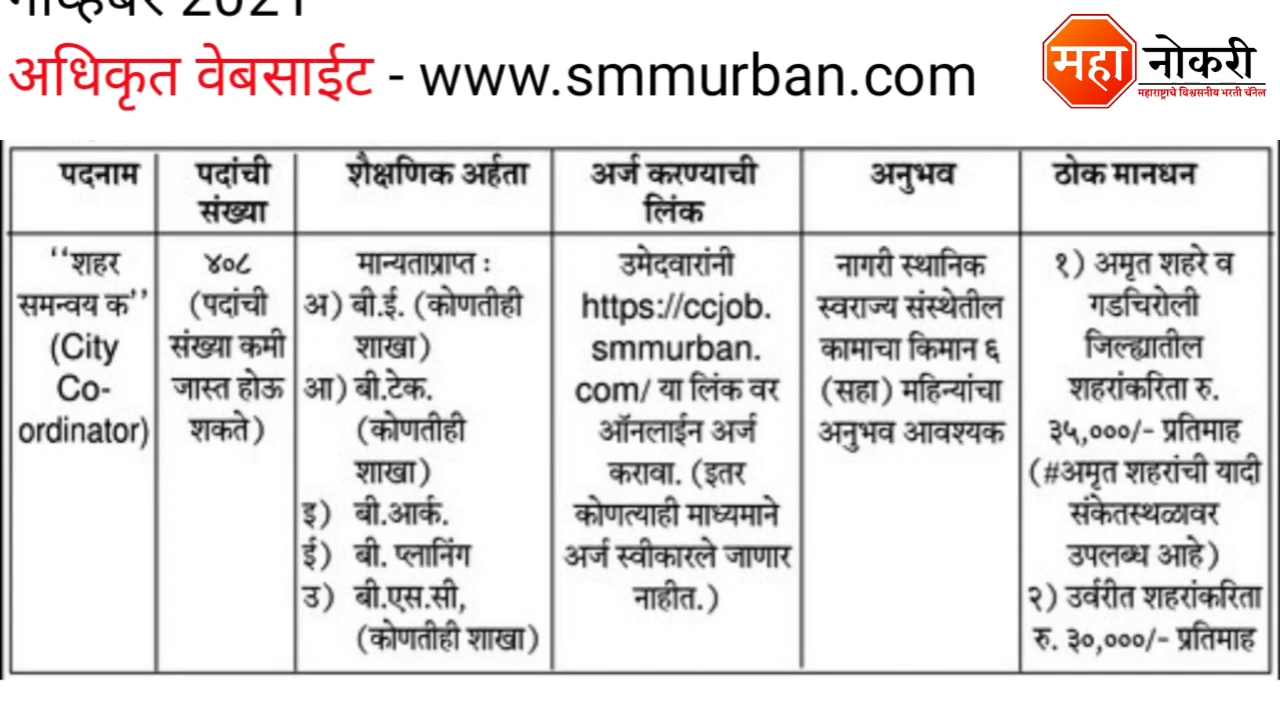 नोव्हेंबर 2021
अधिकृत वेबसाईट - www.smmurban.com
महा नोकरी
महाराष्ट्राचे विश्वसनीय भरती चॅनेल
पदनाम
पदांची
संख्या
शैक्षणिक अर्हता
अर्ज करण्याची
लिंक
अनुभव
ठोक मानधन
‘‘शहर
समन्वय क’’
(City
Co-
ordinator)
४०८
(पदांची
संख्या कमी
जास्त होऊ
शकते)
मान्यताप्राप्त :
अ) बी.ई. (कोणतीही
शाखा)
आ) बी.टेक.
(कोणतीही
शाखा)
इ) बी.आर्क.
ई) बी. प्लानिंग
उ) बी.एस.सी,
(कोणतीही शाखा)
उमेदवारांनी
https://ccjob.
smmurban.
com/ या लिंक वर
ऑनलाईन अर्ज
करावा. (इतर
कोणत्याही माध्यमाने
अर्ज स्वीकारले जाणार
नाहीत.)
नागरी स्थानिक
स्वराज्य संस्थेतील
कामाचा किमान ६
(सहा) महिन्यांचा
अनुभव आवश्यक
१) अमृत शहरे व
गडचिरोली
जिल्ह्यातील
शहरांकरिता रु.
३५,०००/- प्रतिमाह
(#अमृत शहरांची यादी
संकेतस्थळावर
उपलब्ध आहे)
२) उर्वरीत शहरांकरिता
रु. ३०,०००/- प्रतिमाह